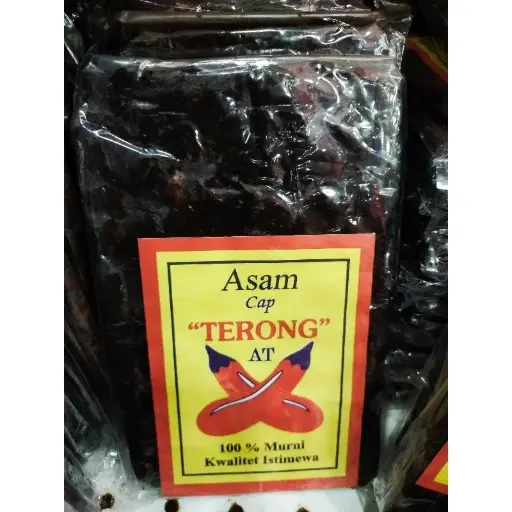 Asam
Cap
“TERONG”
AT
100 % Murni
Kwalitet Istimewa